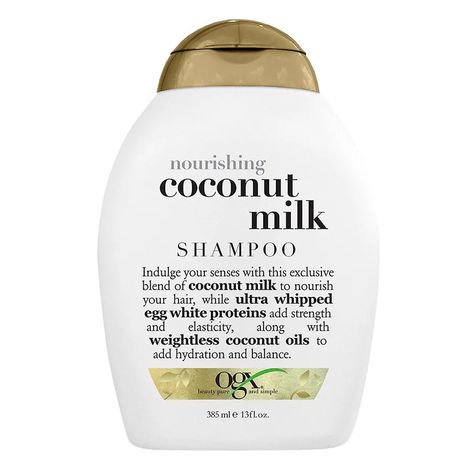 nourishing
coconut
milk
SHAMPOO
Indulge your senses with this exclusive
blend of coconut milk to nourish
your hair, while ultra whipped
egg white proteins add strength
and elasticity, along with
weightless coconut oils to
add hydration and balance.
ogx®
beauty pure and simple
385 ml e 13fl.oz.